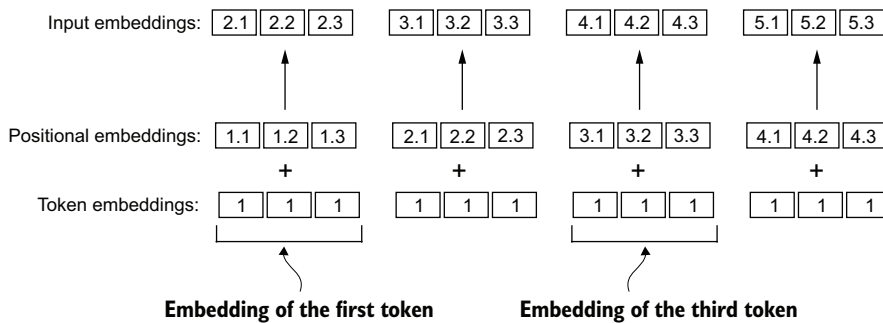 Input embeddings: 2.1 2.2 2.3 3.1 3.2 3.3 4.1 4.2 4.3 5.1 5.2 5.3
Positional embeddings: 1.1 1.2 1.3 2.1 2.2 2.3 3.1 3.2 3.3 4.1 4.2 4.3
+ + + +
Token embeddings: 1 1 1 1 1 1 1 1 1 1 1 1
Embedding of the first token Embedding of the third token